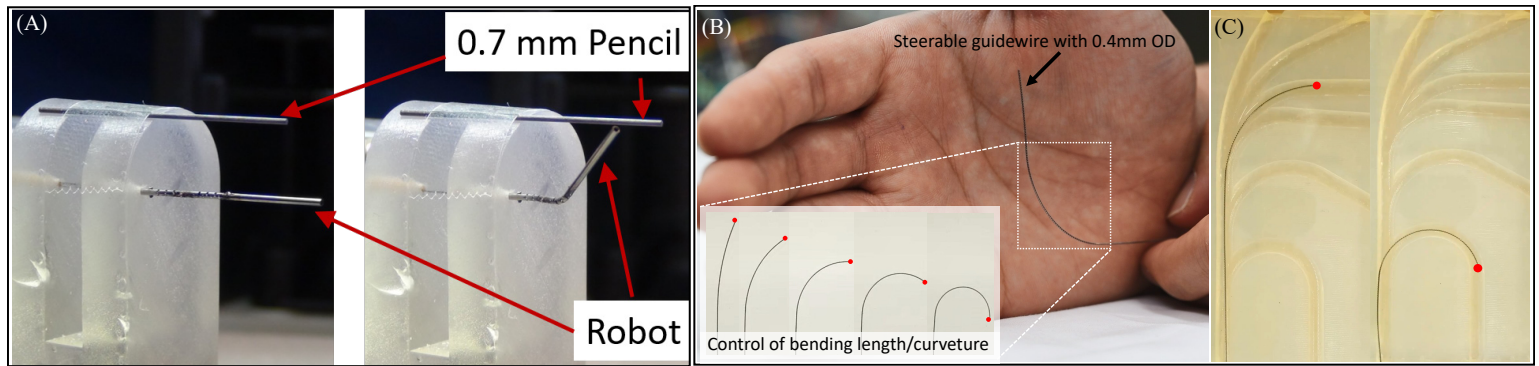 (A)
0.7 mm Pencil
Robot
(B)
Steerable guidewire with 0.4mm OD
Control of bending length/curveture
(C)